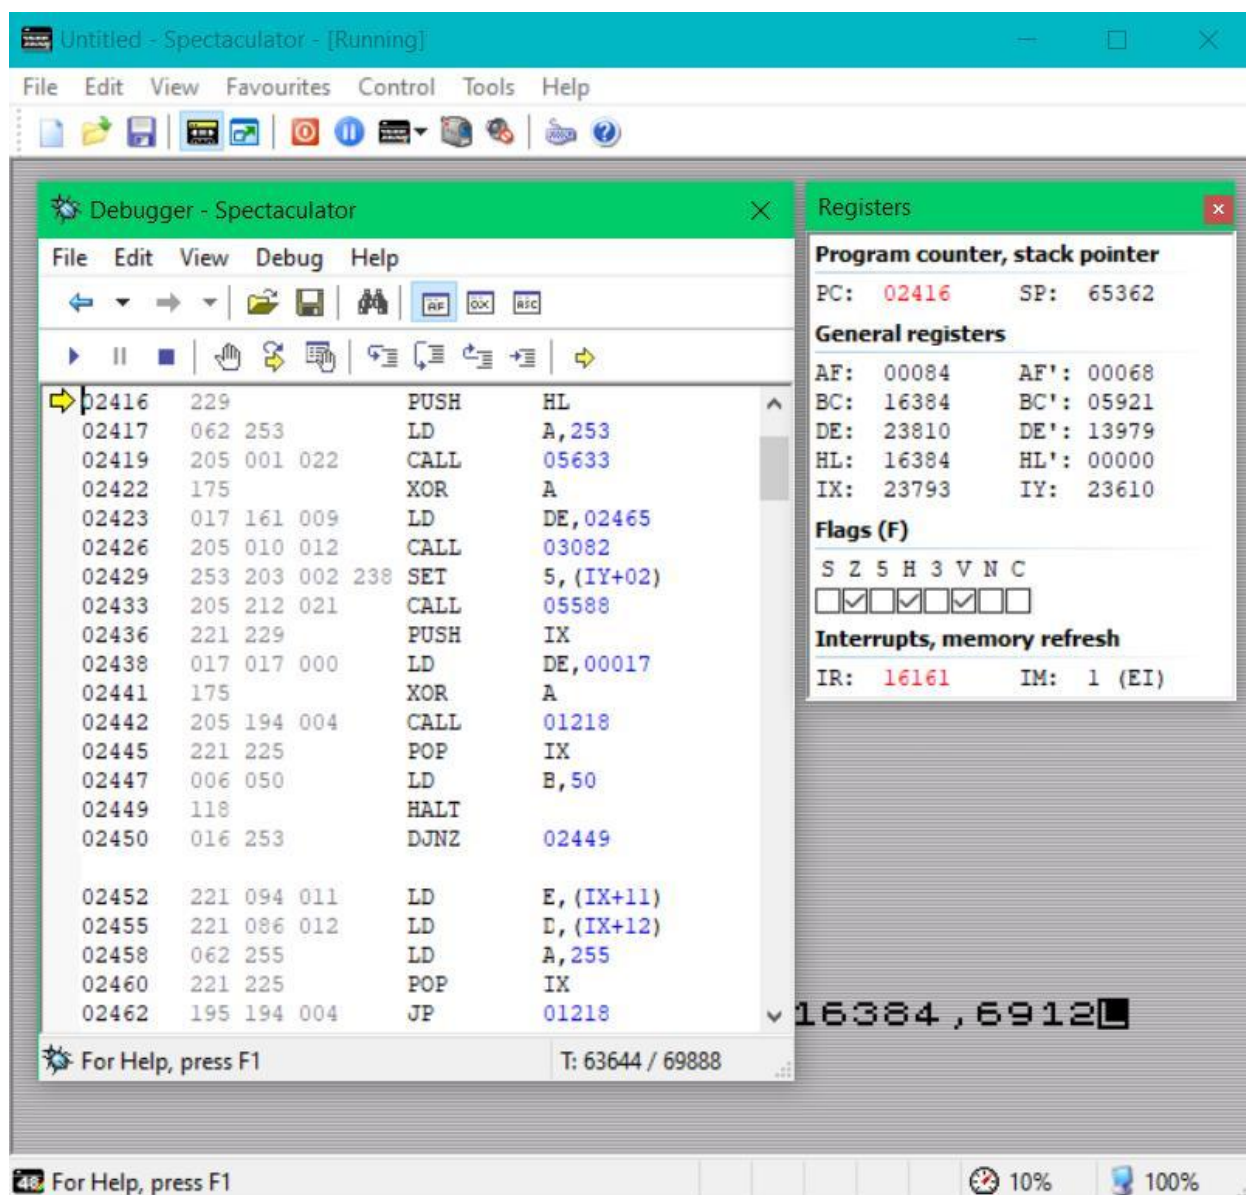 Untitled - Spectaculator - [Running]
File Edit View Favourites Control Tools Help
Debugger - Spectaculator
File Edit View Debug Help
02416 229 PUSH HL
02417 062 253 LD A,253
02419 205 001 022 CALL 05633
02422 175 XOR A
02423 017 161 009 LD DE,02465
02426 205 010 012 CALL 03082
02429 253 203 002 238 SET 5,(IY+02)
02433 205 212 021 CALL 05588
02436 221 229 PUSH IX
02438 017 017 000 LD DE,00017
02441 175 XOR A
02442 205 194 004 CALL 01218
02445 221 225 POP IX
02447 006 050 LD B,50
02449 118 HALT
02450 016 253 DJNZ 02449
02452 221 094 011 LD E,(IX+11)
02455 221 086 012 LD D,(IX+12)
02458 062 255 LD A,255
02460 221 225 POP IX
02462 195 194 004 JP 01218
For Help, press F1 T: 63644 / 69888
Registers
Program counter, stack pointer
PC: 02416 SP: 65362
General registers
AF: 00084 AF': 00068
BC: 16384 BC': 05921
DE: 23810 DE': 13979
HL: 16384 HL': 00000
IX: 23793 IY: 23610
Flags (F)
S Z 5 H 3 V N C
Interrupts, memory refresh
IR: 16161 IM: 1 (EI)
16384,6912L
For Help, press F1 10% 100%